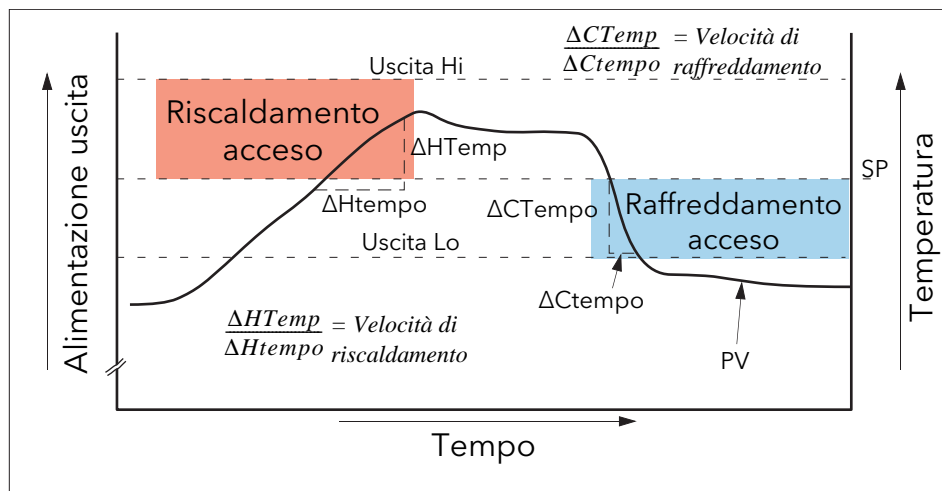 ΔCTemp = Velocità di
ΔCtempo raffreddamento
Uscita Hi
Riscaldamento
acceso
ΔHTemp
SP
ΔHtempo
ΔCTempo
Raffreddamento
acceso
Uscita Lo
ΔCtempo
ΔHTemp = Velocità di
ΔHtempo riscaldamento
PV
Alimentazione uscita
Temperatura
Tempo